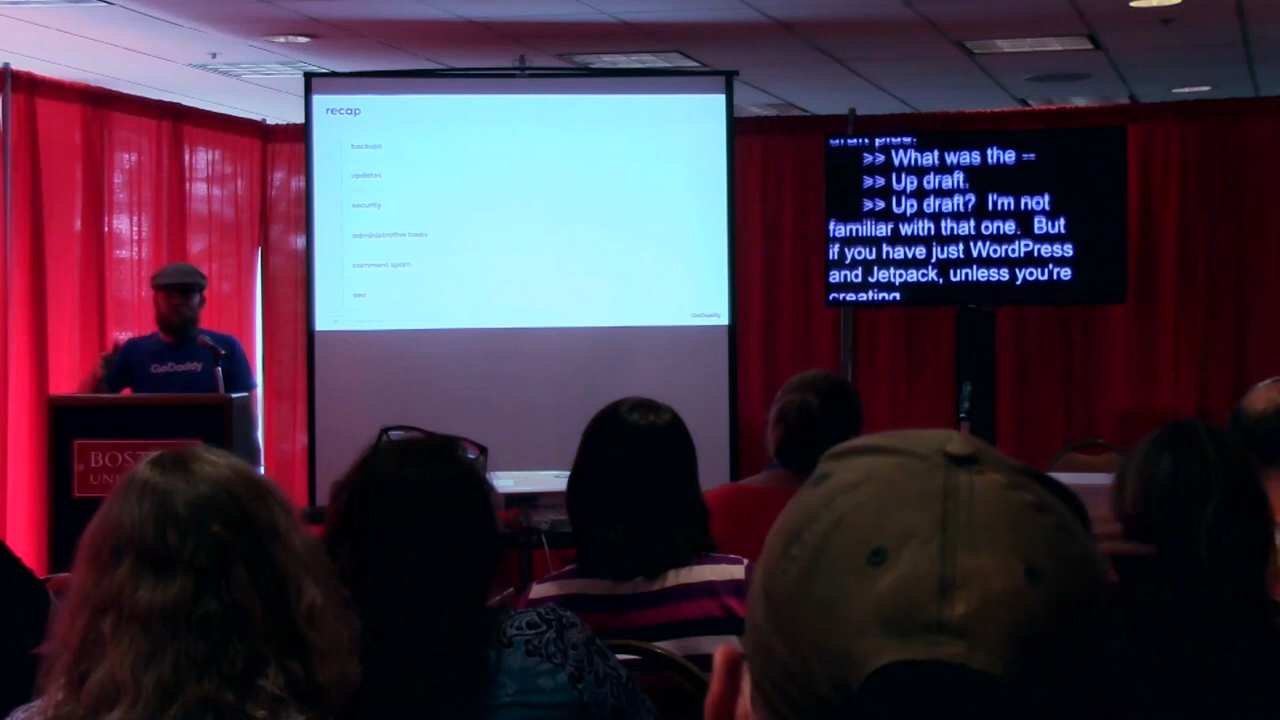 recap
backups
updates
security
administrative tasks
comment spam
seo
GoDaddy
>> What was the --
>> Up draft.
>> Up draft? I'm not
familiar with that one. But
if you have just WordPress
and Jetpack, unless you're
creating
GoDaddy
BOST
UNI